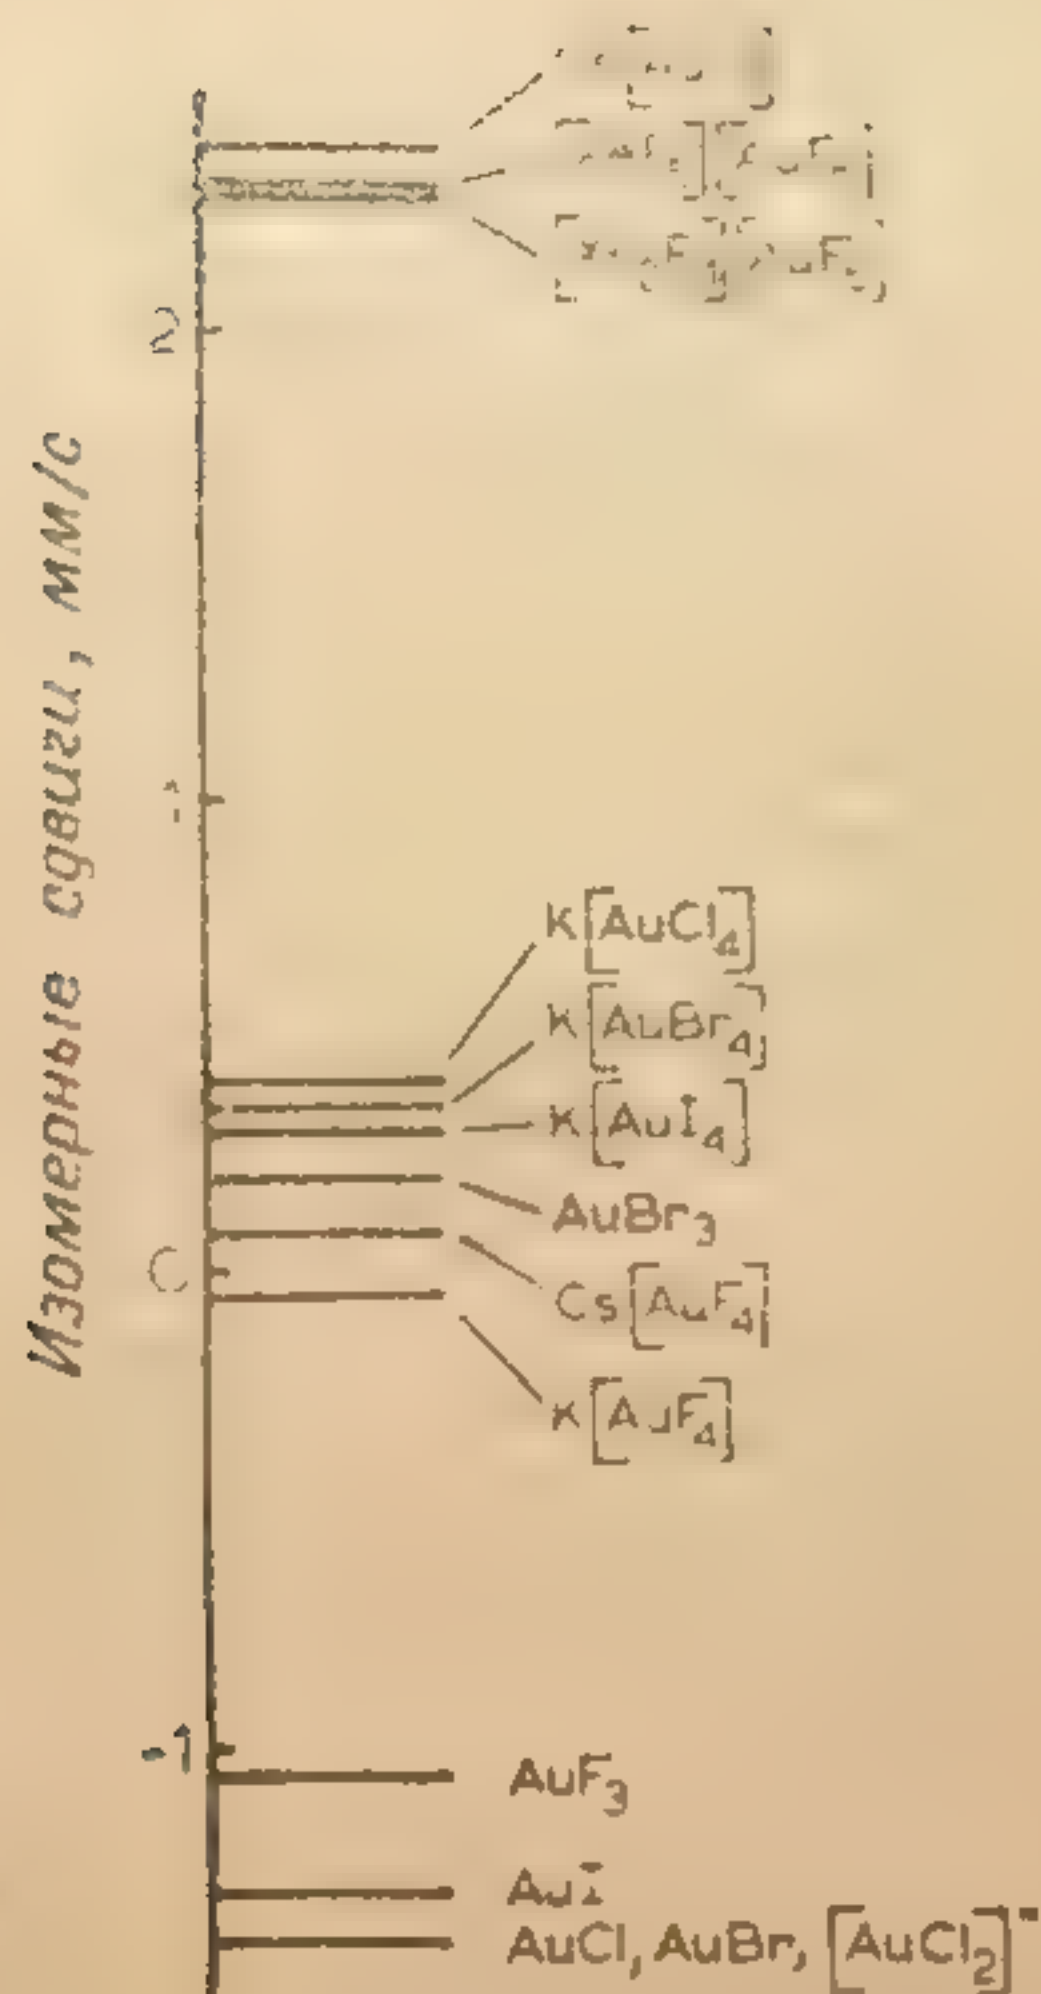 2
Изомерные сдвиги, мм/с
1
K[AuCl₄]
K[AuBr₄]
K[AuI₄]
AuBr₃
0
Cs[AuF₄]
K[AuF₄]
-1
AuF₃
AuI
AuCl, AuBr, [AuCl₂]⁻